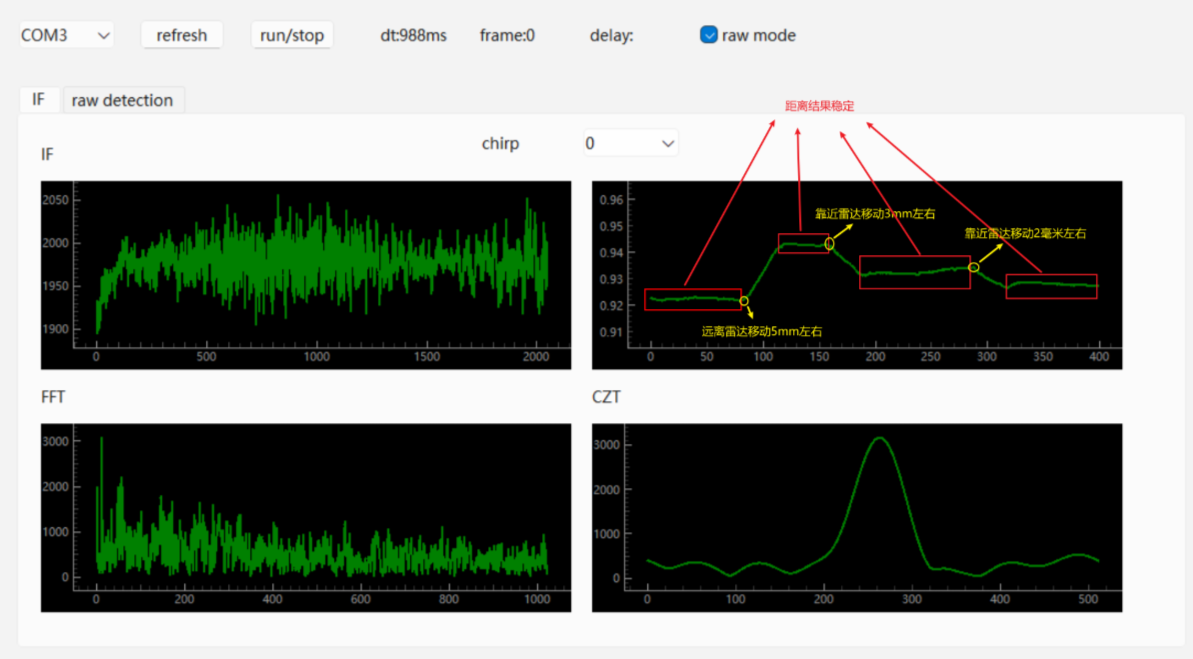 COM3 refresh run/stop dt:988ms frame:0 delay: raw mode
IF raw detection
距离结果稳定
chirp 0
IF
2050
2000
1950
1900
0 500 1000 1500 2000
0.96
0.95
0.94
0.93
0.92
0.91
靠近雷达移动3mm左右
靠近雷达移动2毫米左右
远离雷达移动5mm左右
0 50 100 150 200 250 300 350 400
FFT
3000
2000
1000
0
0 200 400 600 800 1000
CZT
3000
2000
1000
0
0 100 200 300 400 500